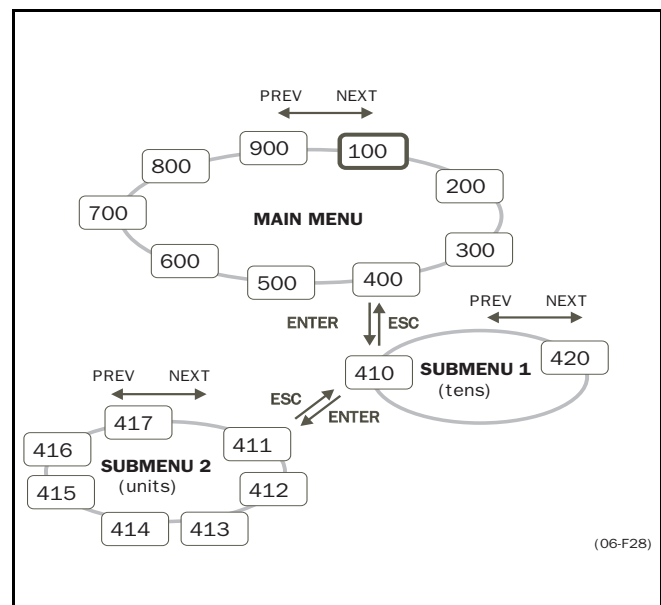 PREV NEXT
900 100
800
200
700
MAIN MENU
300
600
500 400
PREV NEXT
ENTER ESC
420
410 SUBMENU 1
(tens)
PREV NEXT
ESC
ENTER
417
411
416
SUBMENU 2
415 (units) 412
414 413
(06-F28)